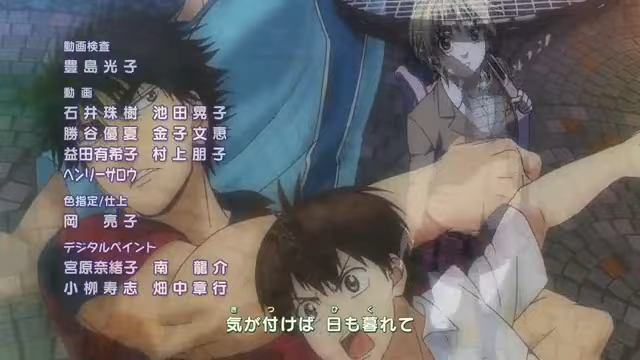 動画検査
豊島光子
動画
石井珠樹 池田晃子
勝谷優夏 金子文恵
益田有希子 村上朋子
ヘンリーサロウ
色指定/仕上
岡 亮子
デジタルペイント
宮原奈緒子 南 龍介
小柳寿志 畑中章行
きつ ひく
気が付けば 日も暮れて